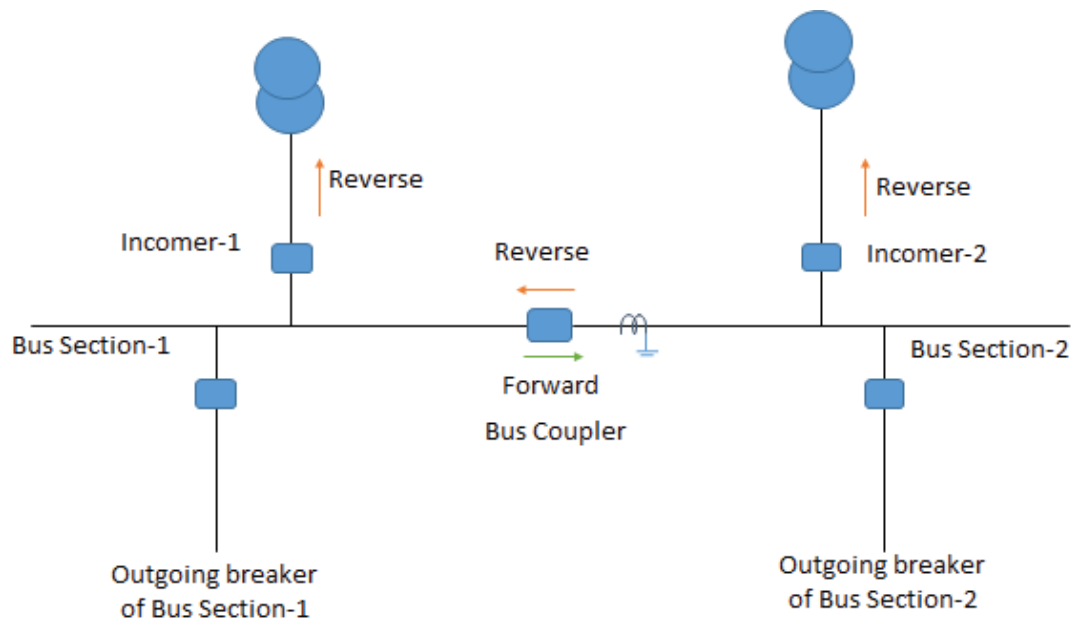 Reverse
Reverse
Incomer-1
Reverse
Incomer-2
Bus Section-1
Bus Section-2
Forward
Bus Coupler
Outgoing breaker
of Bus Section-1
Outgoing breaker
of Bus Section-2